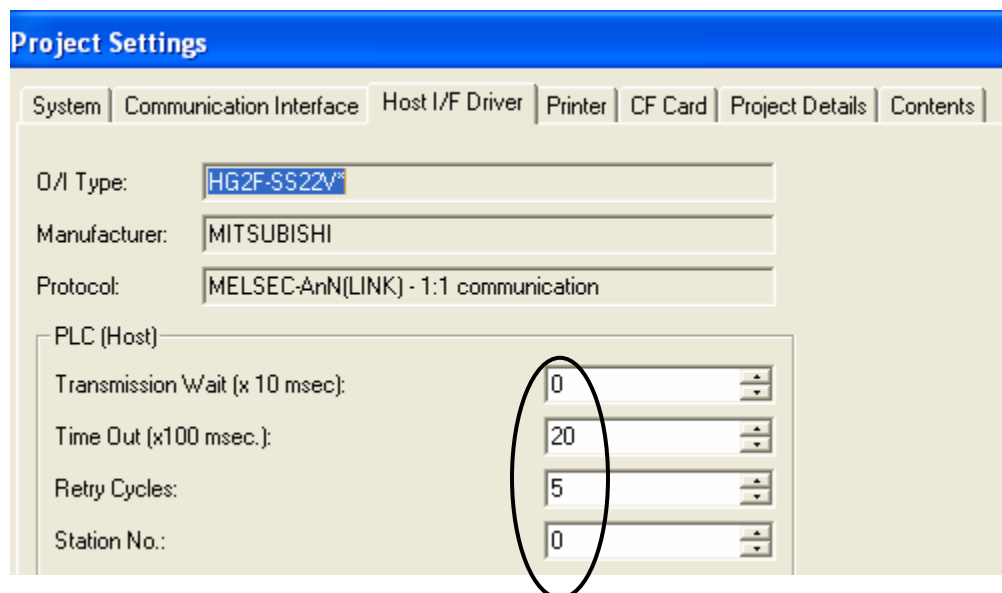 Project Settings
System Communication Interface Host I/F Driver Printer CF Card Project Details Contents
O/I Type: HG2F-SS22V*
Manufacturer: MITSUBISHI
Protocol: MELSEC-AnN(LINK) - 1:1 communication
PLC (Host)
Transmission Wait (x 10 msec): 0
Time Out (x100 msec.): 20
Retry Cycles: 5
Station No.: 0